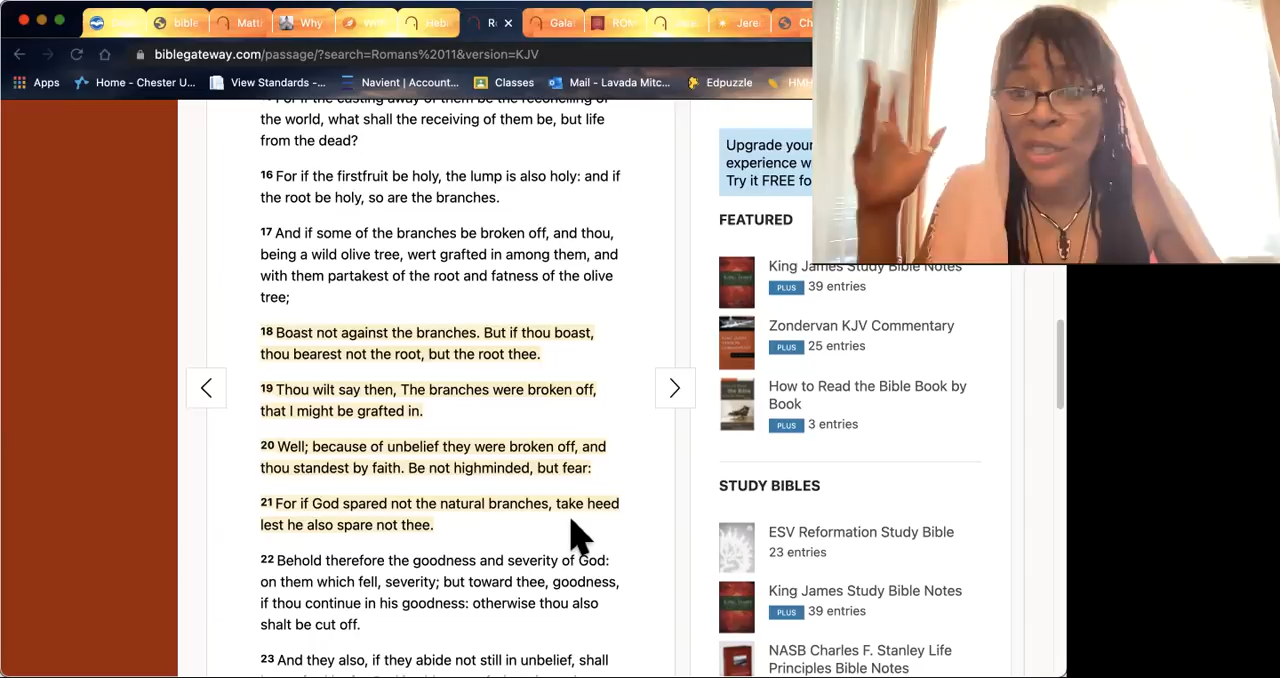 bible
Matt
Why
Hebr
Ro
Gala
ROM
Jere
Ch
biblegateway.com/passage/?search=Romans%2011&version=KJV
Apps
Home - Chester U...
View Standards -...
Navient | Account...
Classes
Mail - Lavada Mitc...
Edpuzzle
HMH
the world, what shall the receiving of them be, but life
from the dead?
16 For if the firstfruit be holy, the lump is also holy: and if
the root be holy, so are the branches.
17 And if some of the branches be broken off, and thou,
being a wild olive tree, wert grafted in among them, and
with them partakest of the root and fatness of the olive
tree;
18 Boast not against the branches. But if thou boast,
thou bearest not the root, but the root thee.
19 Thou wilt say then, The branches were broken off,
that I might be grafted in.
20 Well; because of unbelief they were broken off, and
thou standest by faith. Be not highminded, but fear:
21 For if God spared not the natural branches, take heed
lest he also spare not thee.
22 Behold therefore the goodness and severity of God:
on them which fell, severity; but toward thee, goodness,
if thou continue in his goodness: otherwise thou also
shalt be cut off.
23 And they also, if they abide not still in unbelief, shall
Upgrade your
experience w
Try it FREE fo
FEATURED
King James Study Bible Notes
PLUS 39 entries
Zondervan KJV Commentary
PLUS 25 entries
How to Read the Bible Book by
Book
PLUS 3 entries
STUDY BIBLES
ESV Reformation Study Bible
23 entries
King James Study Bible Notes
PLUS 39 entries
NASB Charles F. Stanley Life
Principles Bible Notes